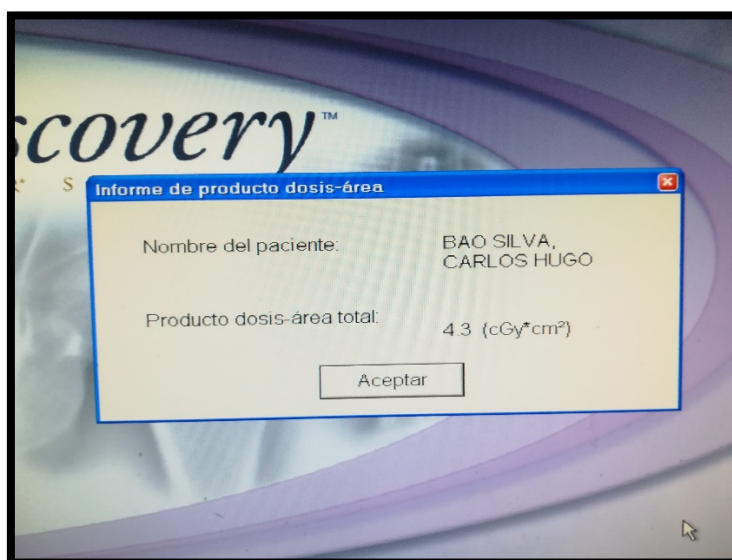 scovery™
S
Informe de producto dosis-área
Nombre del paciente:
BAO SILVA,
CARLOS HUGO
Producto dosis-área total:
4.3 (cGy*cm²)
Aceptar